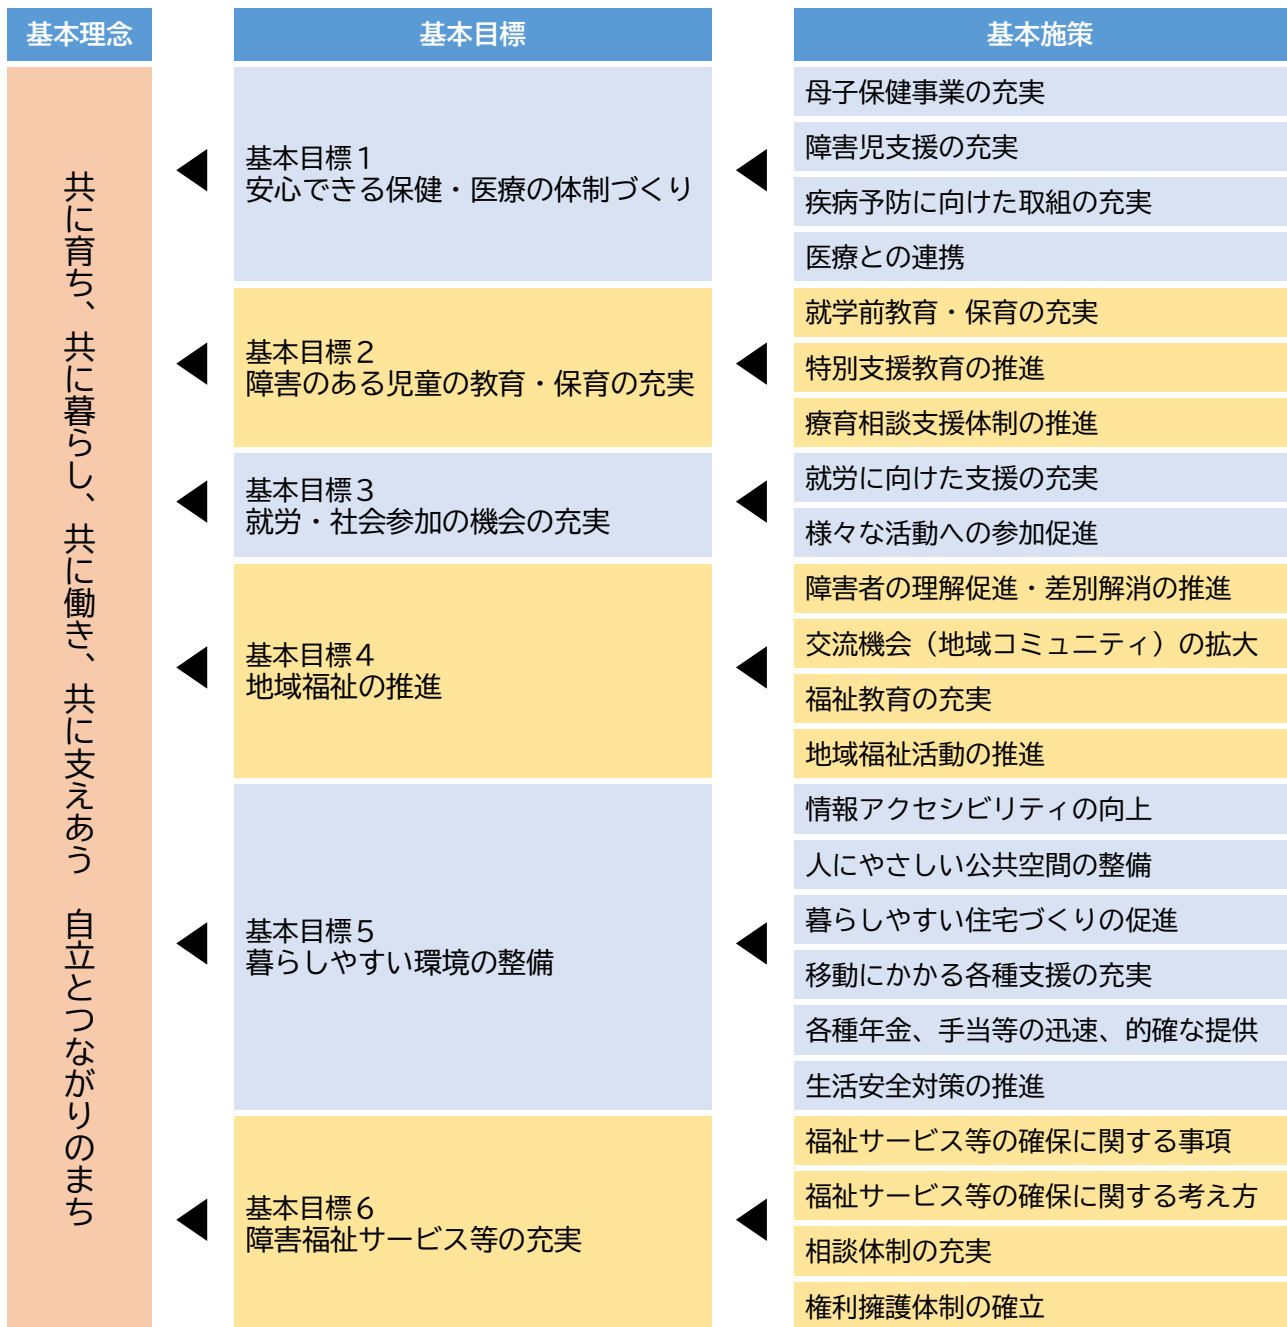 基本理念
基本目標
基本施策
共に育ち、共に暮らし、共に働き、共に支えあう　自立とつながりのまち
基本目標１
安心できる保健・医療の体制づくり
母子保健事業の充実
障害児支援の充実
疾病予防に向けた取組の充実
医療との連携
基本目標２
障害のある児童の教育・保育の充実
就学前教育・保育の充実
特別支援教育の推進
療育相談支援体制の推進
基本目標３
就労・社会参加の機会の充実
就労に向けた支援の充実
様々な活動への参加促進
基本目標４
地域福祉の推進
障害者の理解促進・差別解消の推進
交流機会（地域コミュニティ）の拡大
福祉教育の充実
地域福祉活動の推進
基本目標５
暮らしやすい環境の整備
情報アクセシビリティの向上
人にやさしい公共空間の整備
暮らしやすい住宅づくりの促進
移動にかかる各種支援の充実
各種年金、手当等の迅速、的確な提供
生活安全対策の推進
基本目標６
障害福祉サービス等の充実
福祉サービス等の確保に関する事項
福祉サービス等の確保に関する考え方
相談体制の充実
権利擁護体制の確立